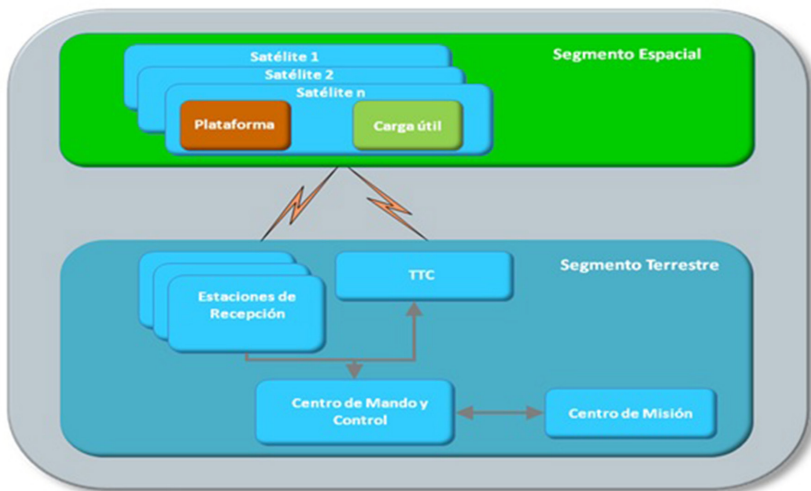 Segmento Espacial
Satélite 1
Satélite 2
Satélite n
Plataforma
Carga útil
Segmento Terrestre
TTC
Estaciones de
Recepción
Centro de Mando y
Control
Centro de Misión